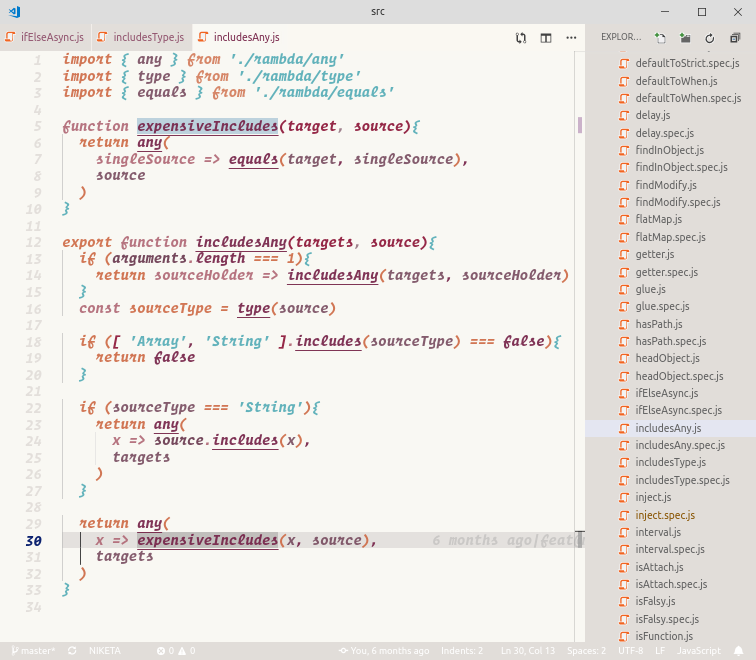 src
ifElseAsync.js includesType.js includesAny.js
EXPLOR...
1 import { any } from './rambda/any'
2 import { type } from './rambda/type'
3 import { equals } from './rambda/equals'
4
5 function expensiveIncludes(target, source){
6 return any(
7 singleSource => equals(target, singleSource),
8 source
9 )
10 }
11
12 export function includesAny(targets, source){
13 if (arguments.length === 1){
14 return sourceHolder => includesAny(targets, sourceHolder)
15 }
16 const sourceType = type(source)
17
18 if ([ 'Array', 'String' ].includes(sourceType) === false){
19 return false
20 }
21
22 if (sourceType === 'String'){
23 return any(
24 x => source.includes(x),
25 targets
26 )
27 }
28
29 return any(
30 x => expensiveIncludes(x, source), 6 months ago|featu
31 targets
32 )
33 }
34
defaultToStrict.spec.js
defaultToWhen.js
defaultToWhen.spec.js
delay.js
delay.spec.js
findInObject.js
findInObject.spec.js
findModify.js
findModify.spec.js
flatMap.js
flatMap.spec.js
getter.js
getter.spec.js
glue.js
glue.spec.js
hasPath.js
hasPath.spec.js
headObject.js
headObject.spec.js
ifElseAsync.js
ifElseAsync.spec.js
includesAny.js
includesAny.spec.js
includesType.js
includesType.spec.js
inject.js
inject.spec.js
interval.js
interval.spec.js
isAttach.js
isAttach.spec.js
isFalsy.js
isFalsy.spec.js
isFunction.js
master* NIKETA 0 0 You, 6 months ago Indents: 2 Ln 30, Col 13 Spaces: 2 UTF-8 LF JavaScript